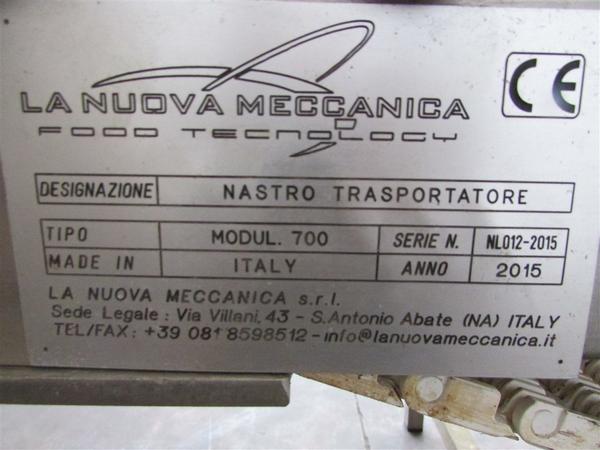 LA NUOVA MECCANICA
FOOD TECNOLOGY
CE
DESIGNAZIONE NASTRO TRASPORTATORE
TIPO MODUL. 700 SERIE N. NL012-2015
MADE IN ITALY ANNO 2015
LA NUOVA MECCANICA s.r.l.
Sede Legale : Via Villani, 43 - S.Antonio Abate (NA) ITALY
TEL/FAX: +39 081 8598512 - info@lanuovameccanica.it